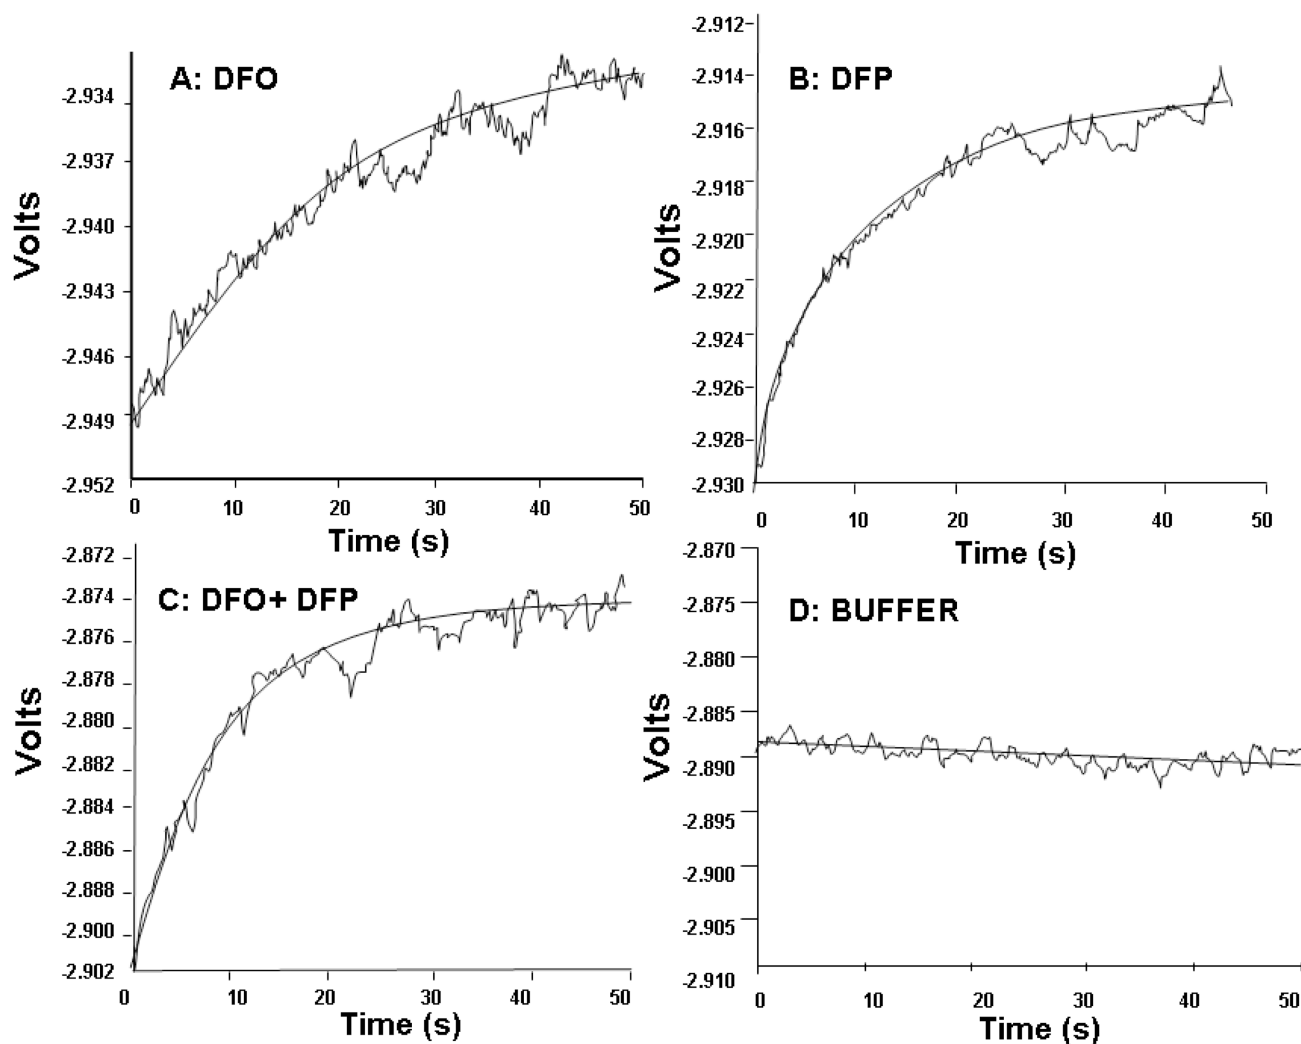 A: DFO
-2.934
-2.937
-2.940
-2.943
-2.946
-2.949
-2.952
Volts
0 10 20 30 40 50
Time (s)
B: DFP
-2.912
-2.914
-2.916
-2.918
-2.920
-2.922
-2.924
-2.926
-2.928
-2.930
Volts
0 10 20 30 40 50
Time (s)
C: DFO+ DFP
-2.872
-2.874
-2.876
-2.878
-2.880
-2.882
-2.884
-2.886
-2.888
-2.900
-2.902
Volts
0 10 20 30 40 50
Time (s)
D: BUFFER
-2.870
-2.875
-2.880
-2.885
-2.890
-2.895
-2.900
-2.905
-2.910
Volts
0 10 20 30 40 50
Time (s)